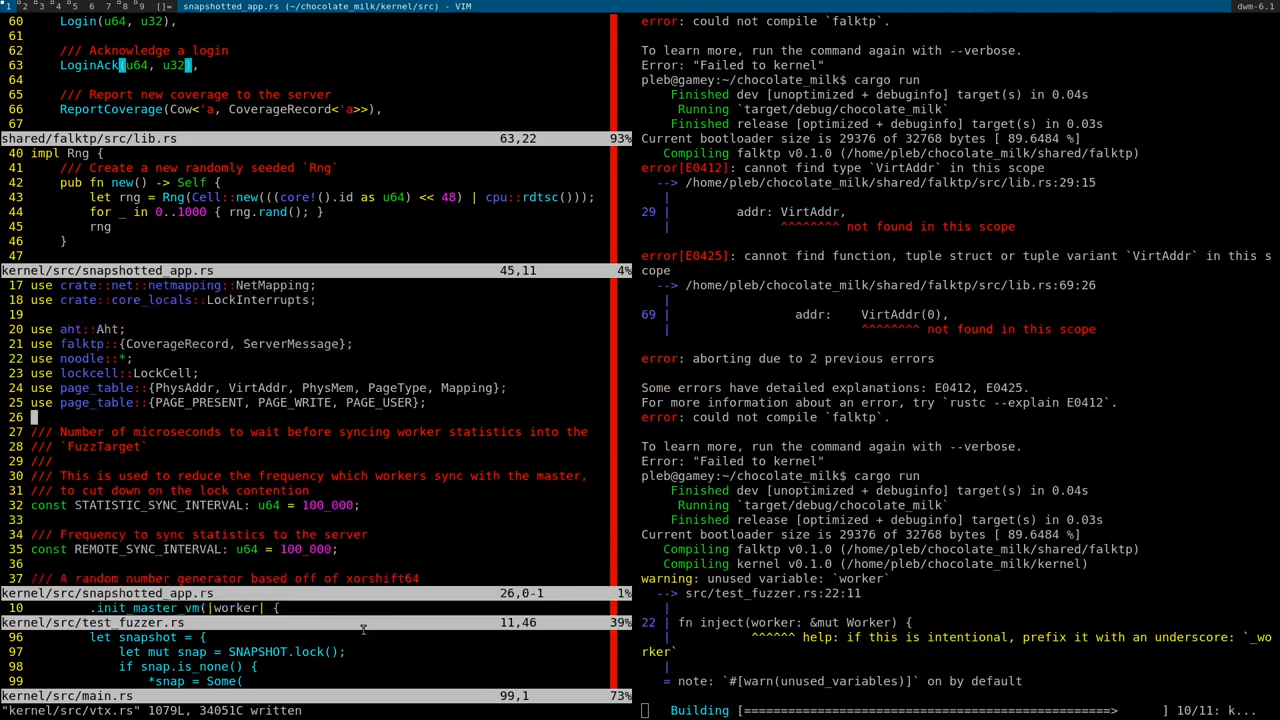 1 2 3 4 5 6 7 8 9 []= snapshotted_app.rs (~/chocolate_milk/kernel/src) - VIM dwm-6.1
60     Login(u64, u32),
61
62     /// Acknowledge a login
63     LoginAck(u64, u32),
64
65     /// Report new coverage to the server
66     ReportCoverage(Cow<'a, CoverageRecord<'a>>),
67
shared/falktp/src/lib.rs 63,22 93%
40 impl Rng {
41     /// Create a new randomly seeded `Rng`
42     pub fn new() -> Self {
43         let rng = Rng(Cell::new(((core!().id as u64) << 48) | cpu::rdtsc()));
44         for _ in 0..1000 { rng.rand(); }
45         rng
46     }
47
kernel/src/snapshotted_app.rs 45,11 4%
17 use crate::net::netmapping::NetMapping;
18 use crate::core_locals::LockInterrupts;
19
20 use aht::Aht;
21 use falktp::{CoverageRecord, ServerMessage};
22 use noodle::*;
23 use lockcell::LockCell;
24 use page_table::{PhysAddr, VirtAddr, PhysMem, PageType, Mapping};
25 use page_table::{PAGE_PRESENT, PAGE_WRITE, PAGE_USER};
26
27 /// Number of microseconds to wait before syncing worker statistics into the
28 /// `FuzzTarget`
29 ///
30 /// This is used to reduce the frequency which workers sync with the master,
31 /// to cut down on the lock contention
32 const STATISTIC_SYNC_INTERVAL: u64 = 100_000;
33
34 /// Frequency to sync statistics to the server
35 const REMOTE_SYNC_INTERVAL: u64 = 100_000;
36
37 /// A random number generator based off of xorshift64
kernel/src/snapshotted_app.rs 26,0-1 1%
10         .init_master_vm(|worker| {
kernel/src/test_fuzzer.rs 11,46 39%
96         let snapshot = {
97             let mut snap = SNAPSHOT.lock();
98             if snap.is_none() {
99                 *snap = Some(
kernel/src/main.rs 99,1 73%
"kernel/src/vtx.rs" 1079L, 34051C written
error: could not compile `falktp`.

To learn more, run the command again with --verbose.
Error: "Failed to kernel"
pleb@gamey:~/chocolate_milk$ cargo run
    Finished dev [unoptimized + debuginfo] target(s) in 0.04s
     Running `target/debug/chocolate_milk`
    Finished release [optimized + debuginfo] target(s) in 0.03s
Current bootloader size is 29376 of 32768 bytes [ 89.6484 %]
   Compiling falktp v0.1.0 (/home/pleb/chocolate_milk/shared/falktp)
error[E0412]: cannot find type `VirtAddr` in this scope
  --> /home/pleb/chocolate_milk/shared/falktp/src/lib.rs:29:15
   |
29 |         addr: VirtAddr,
   |               ^^^^^^^^ not found in this scope

error[E0425]: cannot find function, tuple struct or tuple variant `VirtAddr` in this s
cope
  --> /home/pleb/chocolate_milk/shared/falktp/src/lib.rs:69:26
   |
69 |                 addr:    VirtAddr(0),
   |                          ^^^^^^^^ not found in this scope

error: aborting due to 2 previous errors

Some errors have detailed explanations: E0412, E0425.
For more information about an error, try `rustc --explain E0412`.
error: could not compile `falktp`.

To learn more, run the command again with --verbose.
Error: "Failed to kernel"
pleb@gamey:~/chocolate_milk$ cargo run
    Finished dev [unoptimized + debuginfo] target(s) in 0.04s
     Running `target/debug/chocolate_milk`
    Finished release [optimized + debuginfo] target(s) in 0.03s
Current bootloader size is 29376 of 32768 bytes [ 89.6484 %]
   Compiling falktp v0.1.0 (/home/pleb/chocolate_milk/shared/falktp)
   Compiling kernel v0.1.0 (/home/pleb/chocolate_milk/kernel)
warning: unused variable: `worker`
  --> src/test_fuzzer.rs:22:11
   |
22 | fn inject(worker: &mut Worker) {
   |           ^^^^^^ help: if this is intentional, prefix it with an underscore: `_wo
rker`
   |
   = note: `#[warn(unused_variables)]` on by default

    Building [===================================================>       ] 10/11: k...